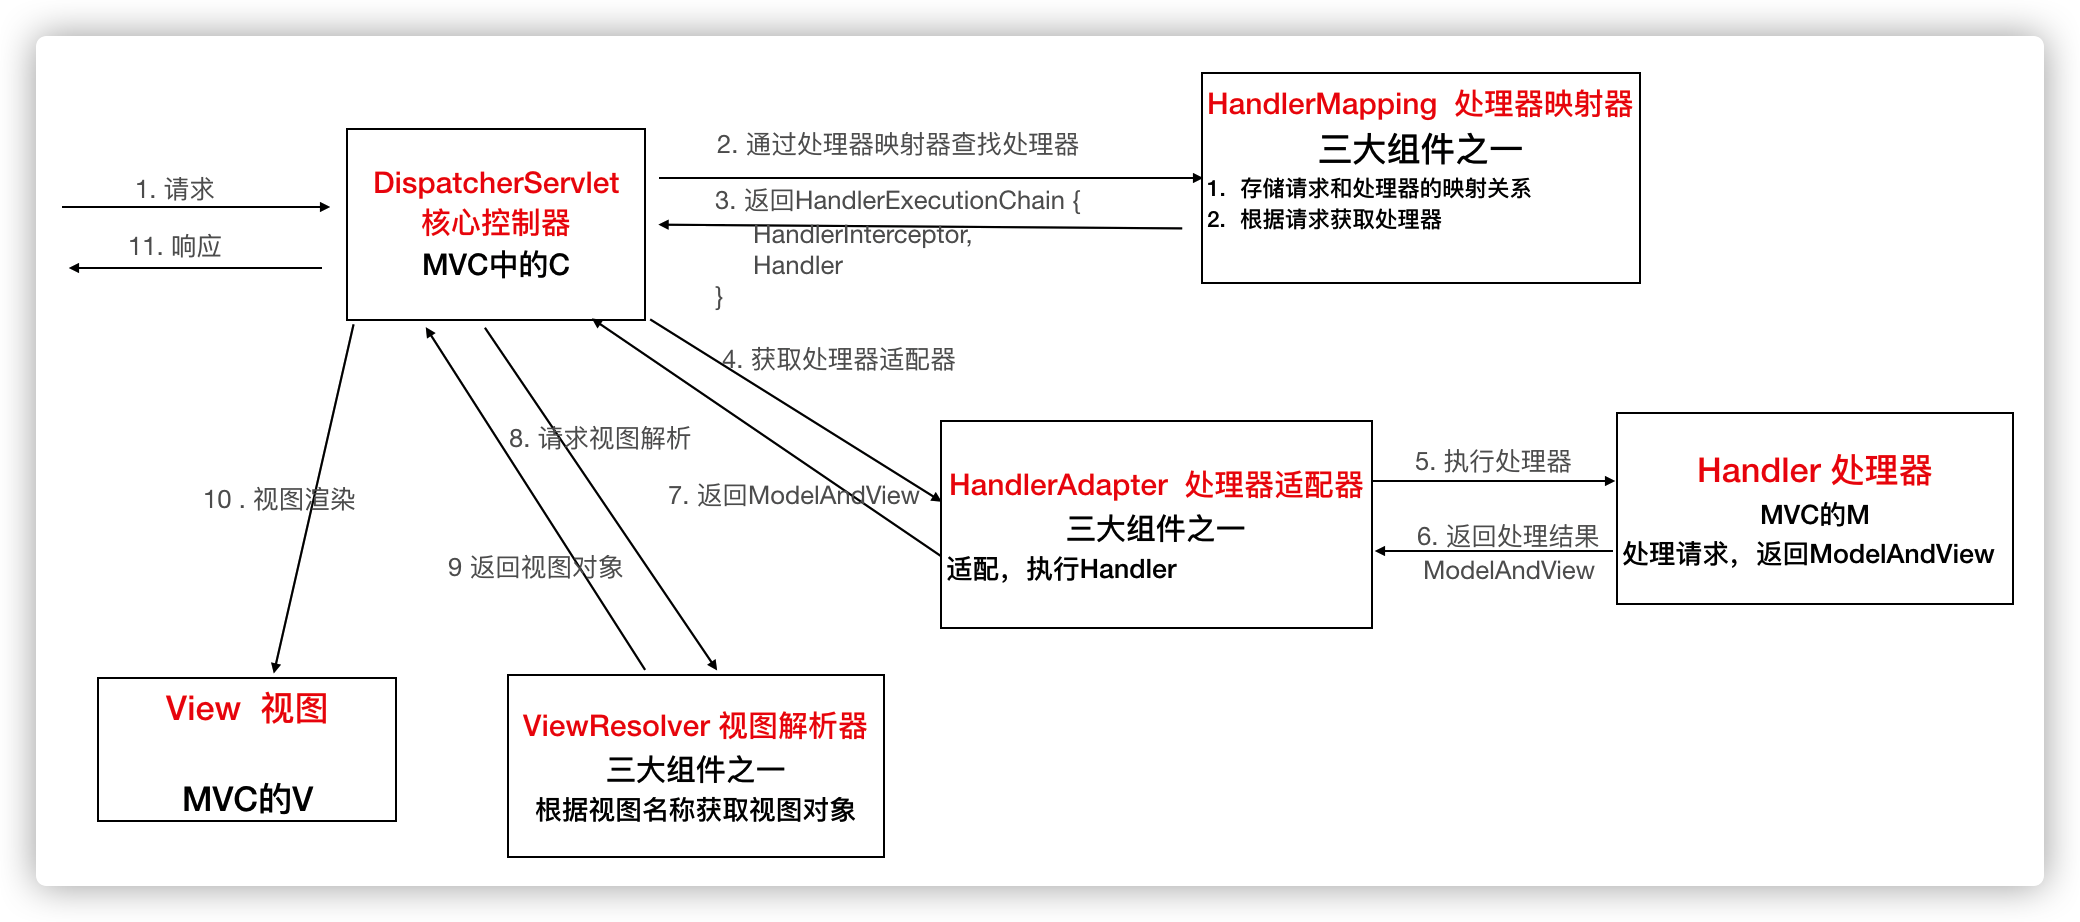 1. 请求
11. 响应
DispatcherServlet
核心控制器
MVC中的C
2. 通过处理器映射器查找处理器
3. 返回HandlerExecutionChain {
HandlerInterceptor,
Handler
}
HandlerMapping 处理器映射器
三大组件之一
1. 存储请求和处理器的映射关系
2. 根据请求获取处理器
4. 获取处理器适配器
7. 返回ModelAndView
HandlerAdapter 处理器适配器
三大组件之一
适配，执行Handler
5. 执行处理器
6. 返回处理结果
ModelAndView
Handler 处理器
MVC的M
处理请求，返回ModelAndView
8. 请求视图解析
9 返回视图对象
10 . 视图渲染
View 视图
MVC的V
ViewResolver 视图解析器
三大组件之一
根据视图名称获取视图对象